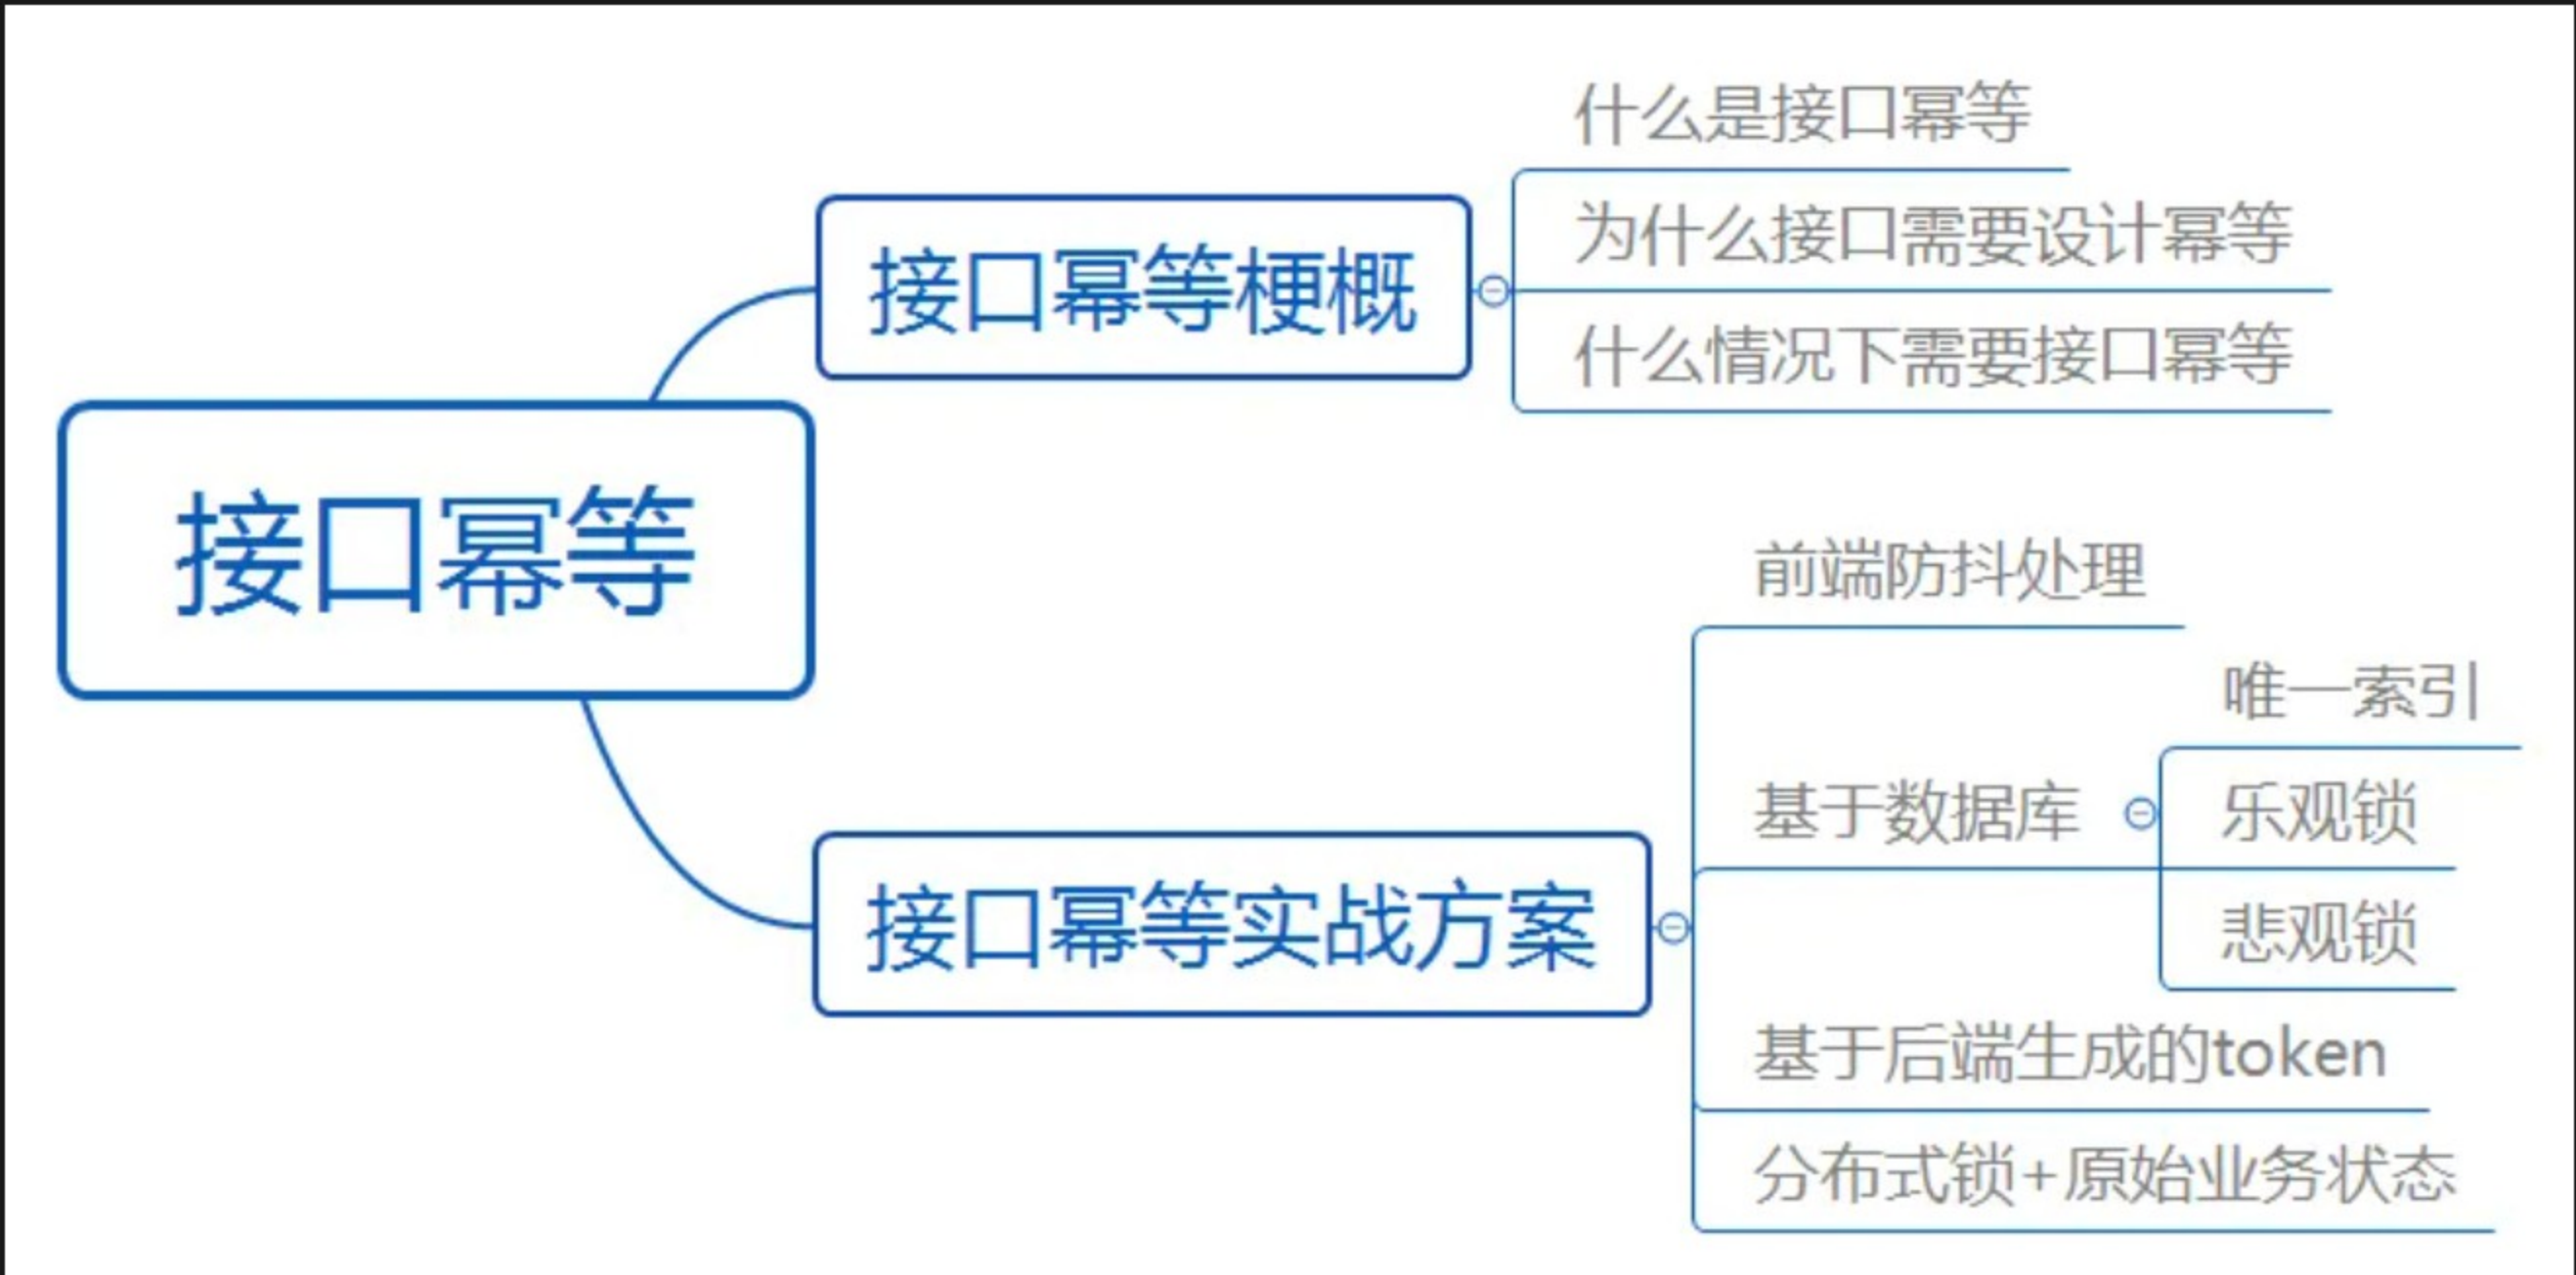 接口幂等
接口幂等梗概
什么是接口幂等
为什么接口需要设计幂等
什么情况下需要接口幂等
接口幂等实战方案
前端防抖处理
基于数据库
唯一索引
乐观锁
悲观锁
基于后端生成的token
分布式锁+原始业务状态